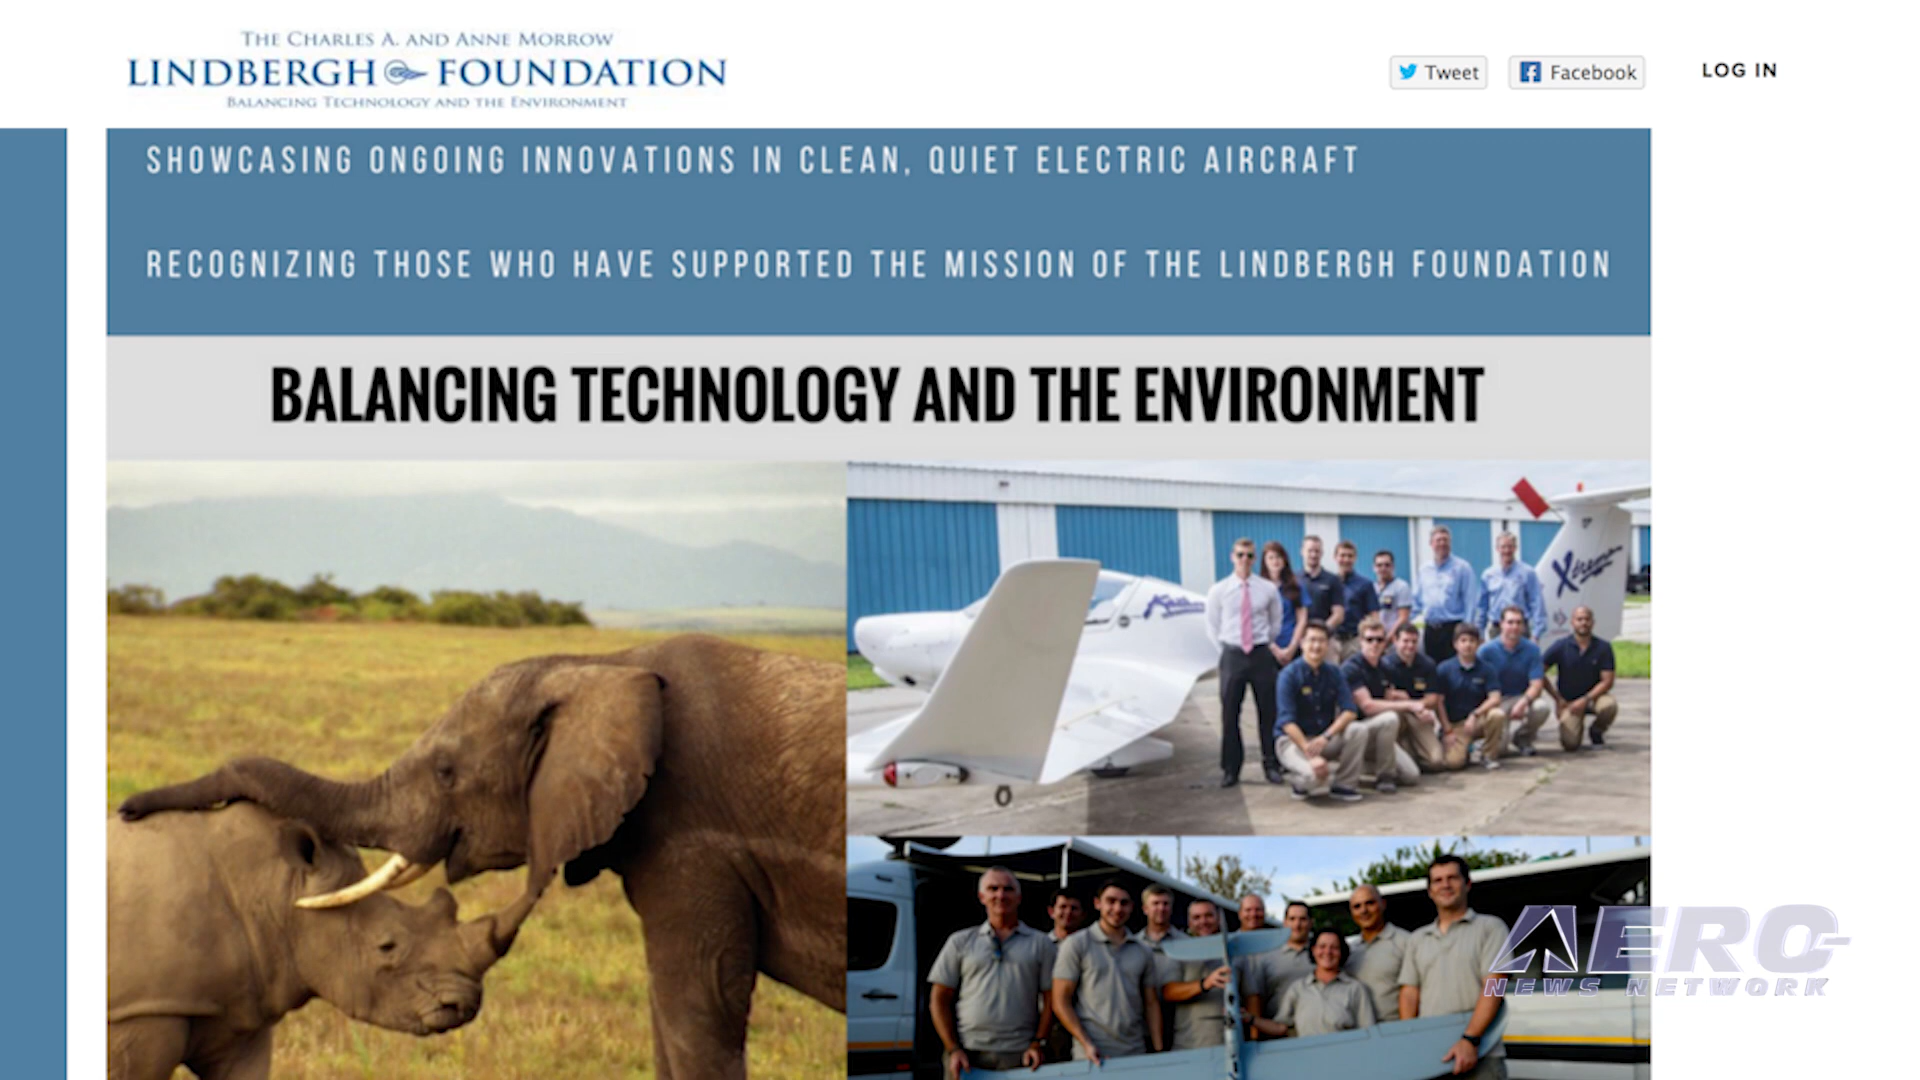 THE CHARLES A. AND ANNE MORROW
LINDBERGH FOUNDATION
BALANCING TECHNOLOGY AND THE ENVIRONMENT
Tweet
Facebook
LOG IN
SHOWCASING ONGOING INNOVATIONS IN CLEAN, QUIET ELECTRIC AIRCRAFT
RECOGNIZING THOSE WHO HAVE SUPPORTED THE MISSION OF THE LINDBERGH FOUNDATION
BALANCING TECHNOLOGY AND THE ENVIRONMENT
AERO
NEWS NETWORK